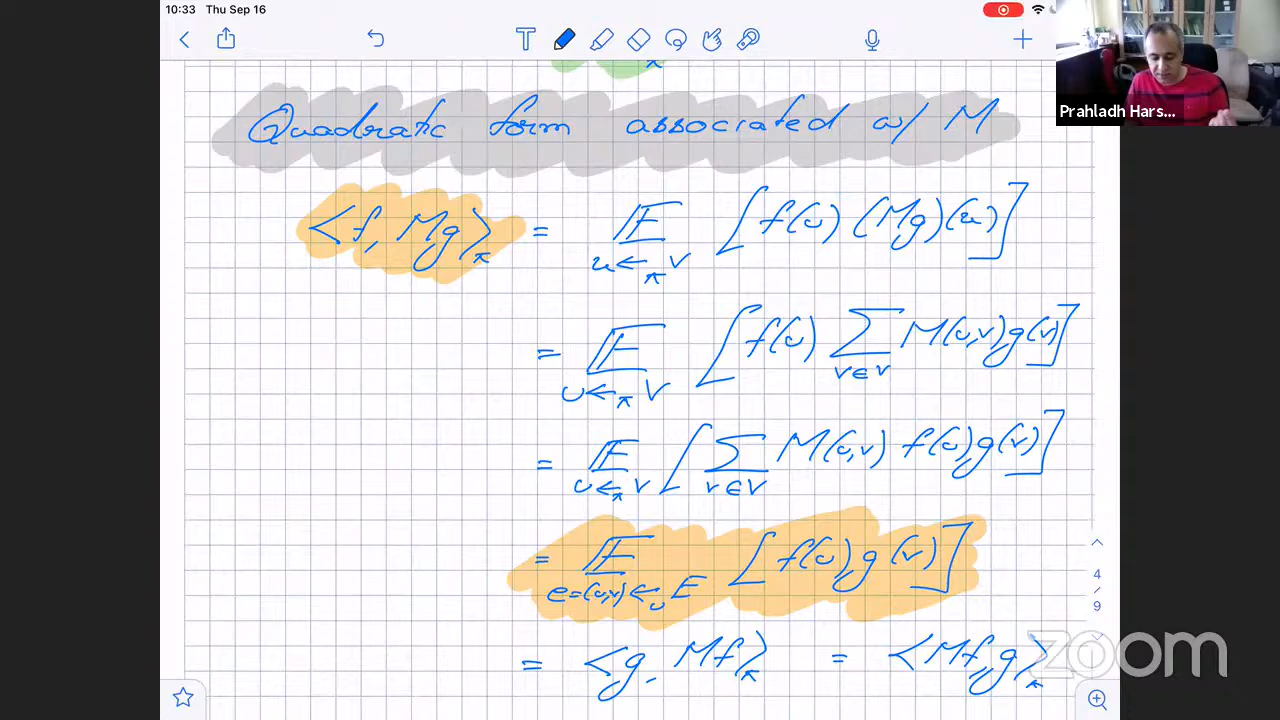 10:33 Thu Sep 16
Prahladh Hars...
Quadratic form associated w/ M
<f, Mg>_π = 𝔼_{u ←_π V} [f(u) (Mg)(u)]
= 𝔼_{u ←_π V} [f(u) Σ_{v∈V} M(u,v) g(v)]
= 𝔼_{u ←_π V} [Σ_{v∈V} M(u,v) f(u) g(v)]
= 𝔼_{e=(u,v) ←_U E} [f(u) g(v)]
= <g, Mf>_π = <Mf, g>_π
4
/
9
zoom